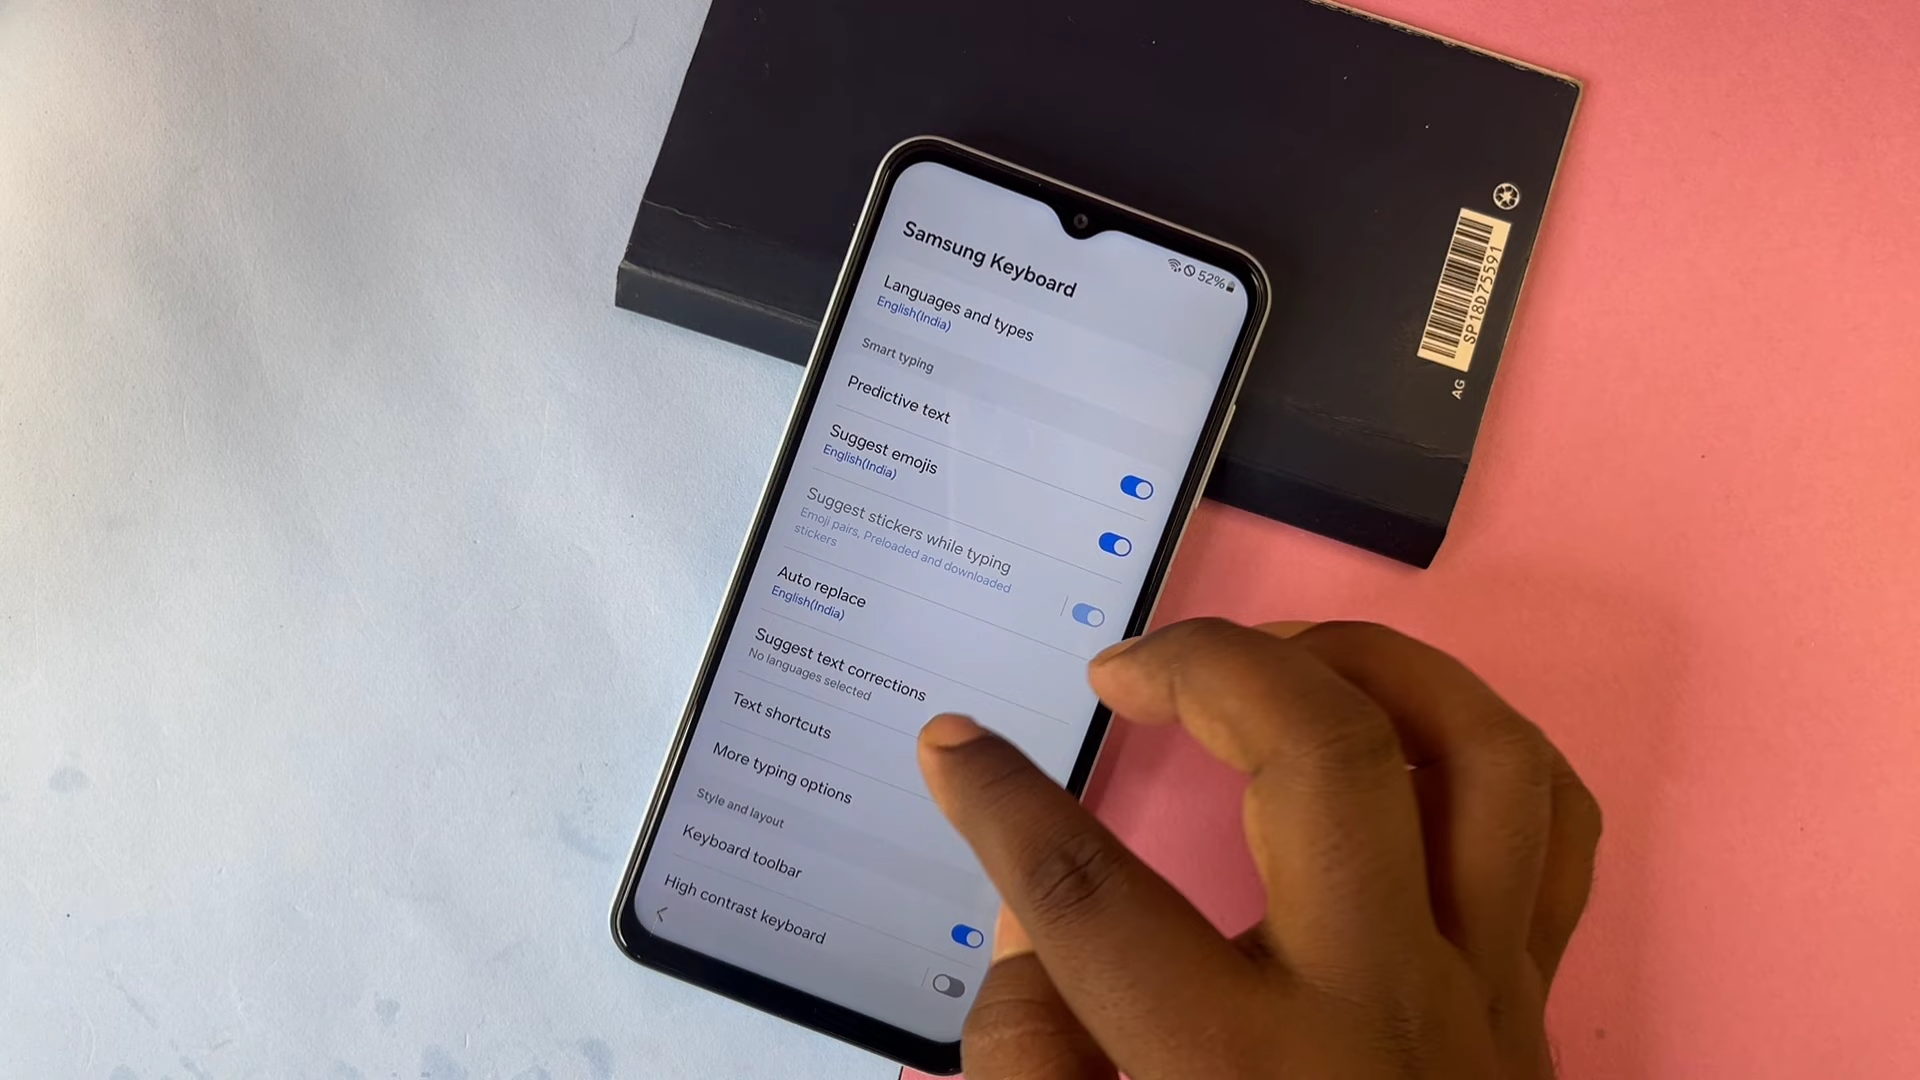 52%
Samsung Keyboard
Languages and types
English(India)
Smart typing
Predictive text
Suggest emojis
English(India)
Suggest stickers while typing
Emoji pairs, Preloaded and downloaded
stickers
Auto replace
English(India)
Suggest text corrections
No languages selected
Text shortcuts
More typing options
Style and layout
Keyboard toolbar
High contrast keyboard
SP18D75591
AG